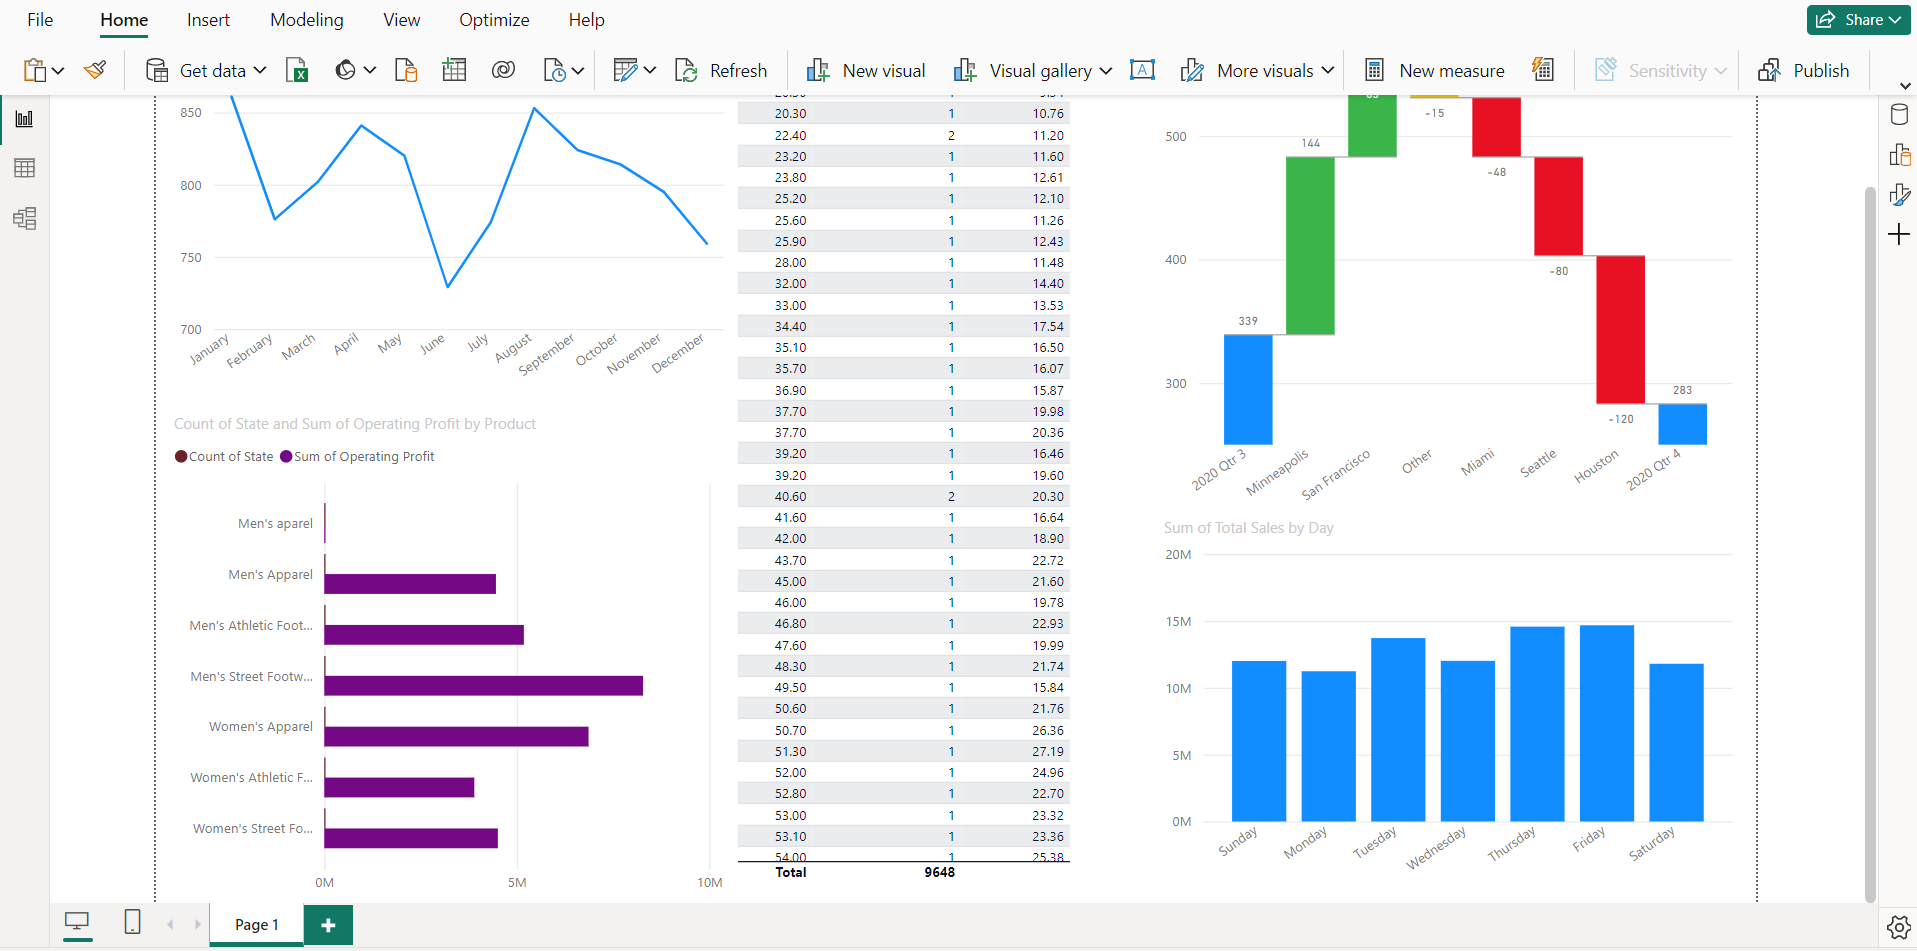 File Home Insert Modeling View Optimize Help Share
Get data Refresh New visual Visual gallery More visuals New measure Sensitivity Publish
850
800
750
700
January February March April May June July August September October November December
Count of State and Sum of Operating Profit by Product
Count of State Sum of Operating Profit
Men's aparel
Men's Apparel
Men's Athletic Foot...
Men's Street Footw...
Women's Apparel
Women's Athletic F...
Women's Street Fo...
0M 5M 10M
20.30 1 10.76
22.40 2 11.20
23.20 1 11.60
23.80 1 12.61
25.20 1 12.10
25.60 1 11.26
25.90 1 12.43
28.00 1 11.48
32.00 1 14.40
33.00 1 13.53
34.40 1 17.54
35.10 1 16.50
35.70 1 16.07
36.90 1 15.87
37.70 1 19.98
37.70 1 20.36
39.20 1 16.46
39.20 1 19.60
40.60 2 20.30
41.60 1 16.64
42.00 1 18.90
43.70 1 22.72
45.00 1 21.60
46.00 1 19.78
46.80 1 22.93
47.60 1 19.99
48.30 1 21.74
49.50 1 15.84
50.60 1 21.76
50.70 1 26.36
51.30 1 27.19
52.00 1 24.96
52.80 1 22.70
53.00 1 23.32
53.10 1 23.36
54.00 1 25.38
Total 9648
500
400
300
339
144
-15
-48
-80
-120
283
2020 Qtr 3 Minneapolis San Francisco Other Miami Seattle Houston 2020 Qtr 4
Sum of Total Sales by Day
20M
15M
10M
5M
0M
Sunday Monday Tuesday Wednesday Thursday Friday Saturday
Page 1